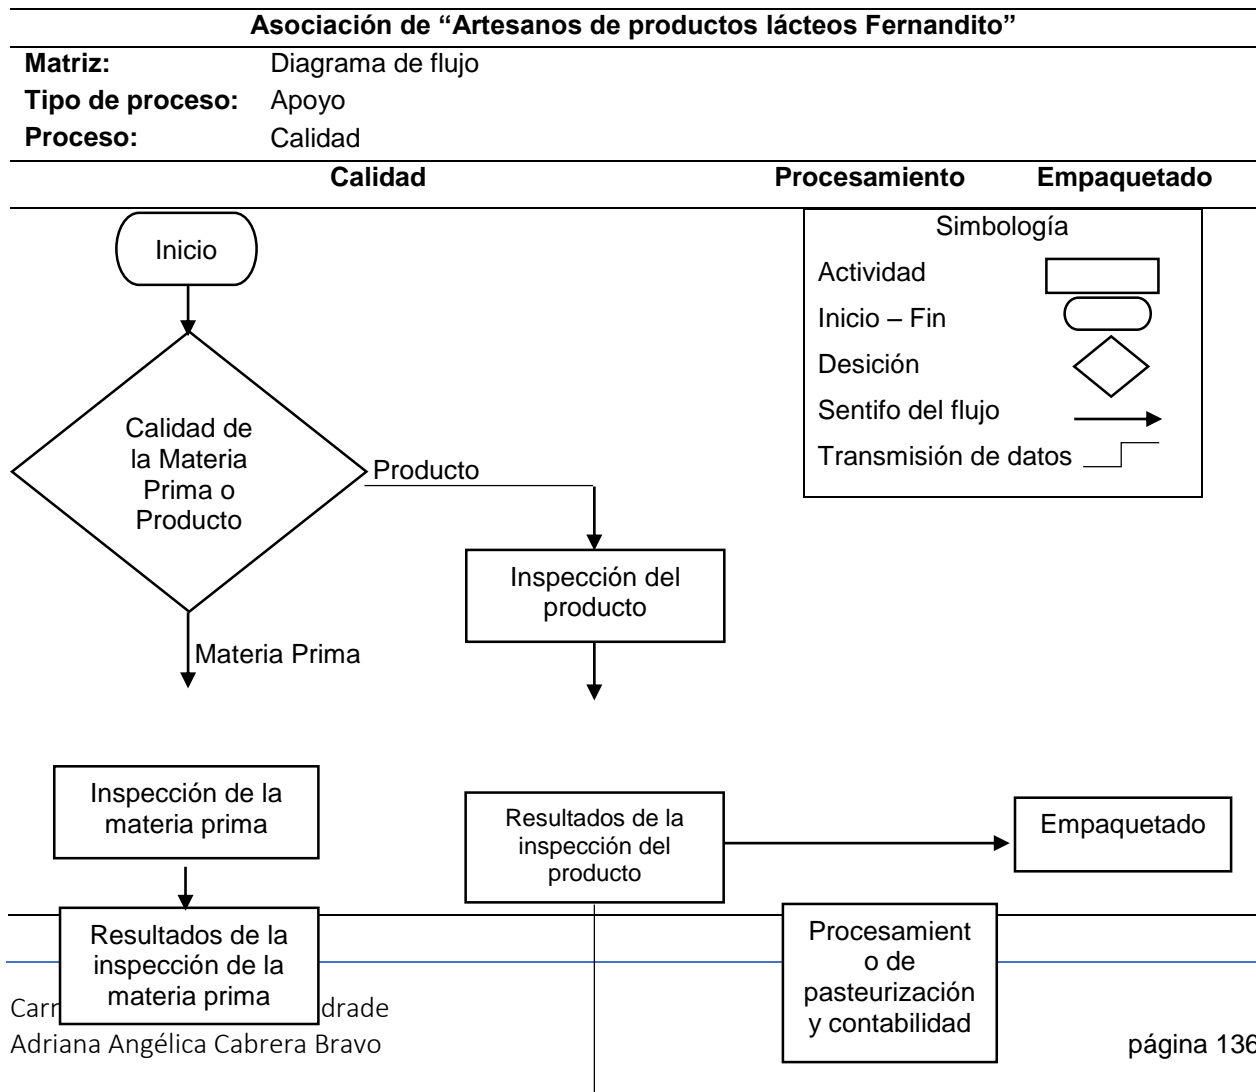 Asociación de “Artesanos de productos lácteos Fernandito”
Matriz: Diagrama de flujo
Tipo de proceso: Apoyo
Proceso: Calidad
Calidad Procesamiento Empaquetado
Inicio
Simbología
Actividad
Inicio – Fin
Desición
Sentifo del flujo
Transmisión de datos
Calidad de
la Materia
Prima o
Producto
Producto
Inspección del
producto
Materia Prima
Inspección de la
materia prima
Resultados de la
inspección del
producto
Empaquetado
Resultados de la
inspección de la
materia prima
Procesamient
o de
pasteurización
y contabilidad
Adriana Angélica Cabrera Bravo
página 136